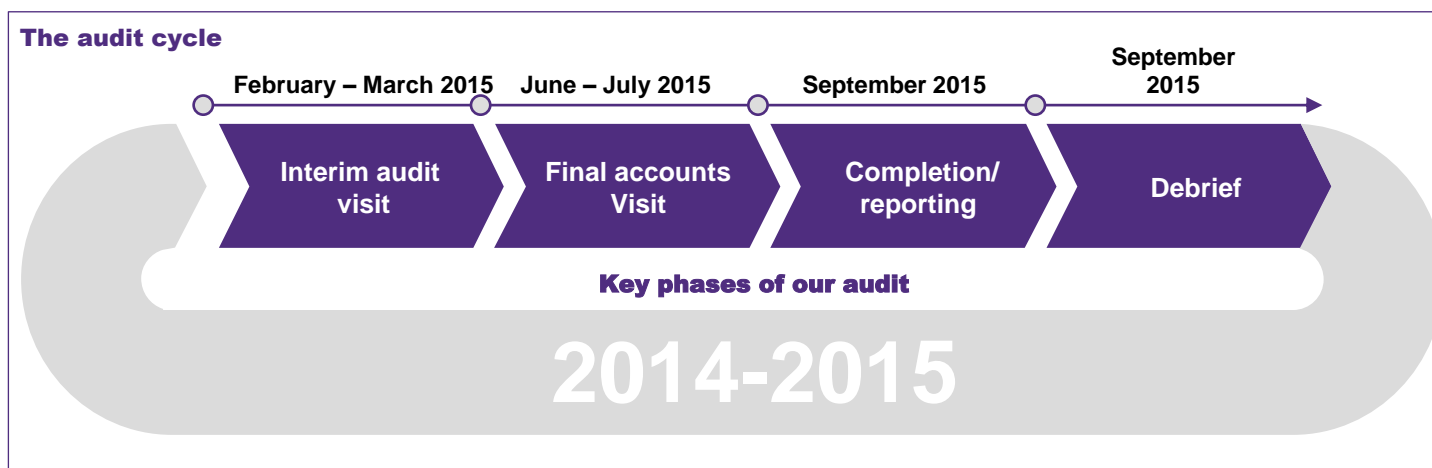 The audit cycle
February – March 2015
June – July 2015
September 2015
September
2015
Interim audit
visit
Final accounts
Visit
Completion/
reporting
Debrief
Key phases of our audit
2014-2015